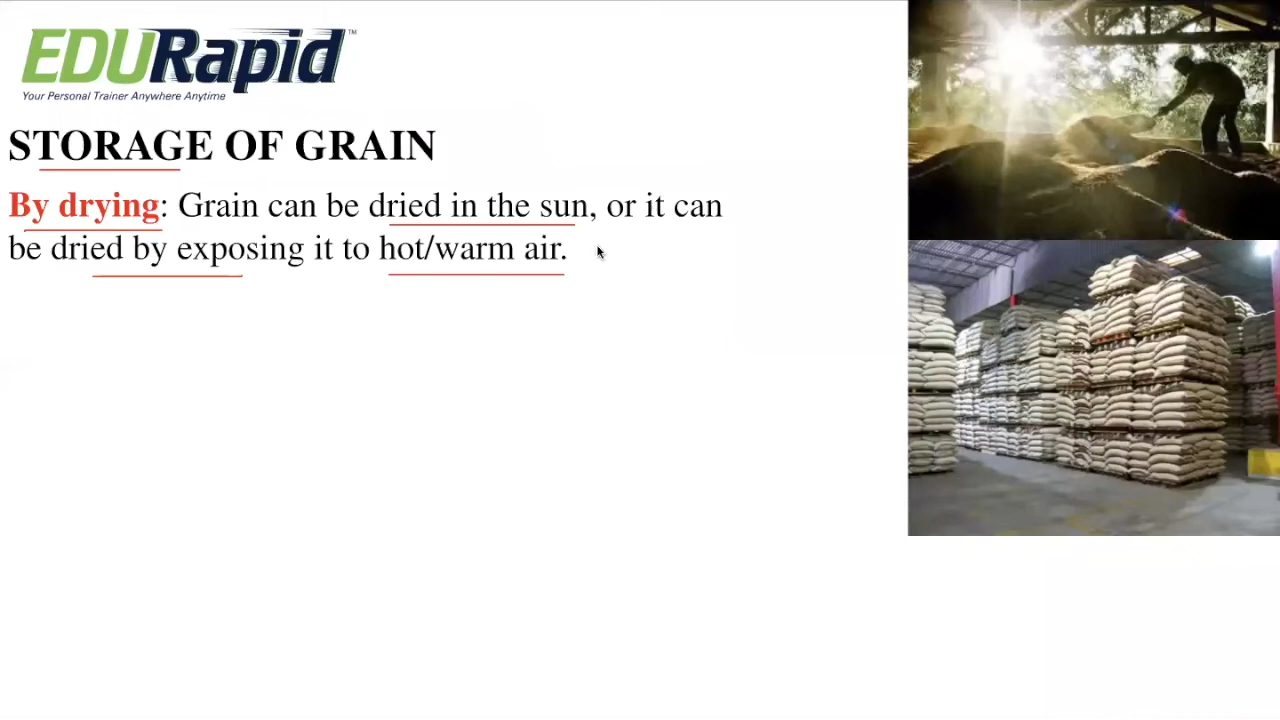 EDURapid™
Your Personal Trainer Anywhere Anytime
STORAGE OF GRAIN
By drying: Grain can be dried in the sun, or it can
be dried by exposing it to hot/warm air.